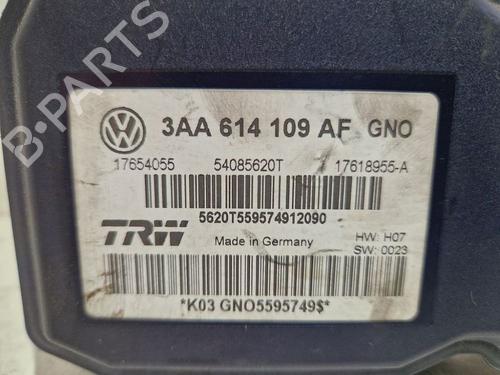 3AA 614 109 AF GNO
17654055 54085620T 17618955-A
5620T559574912090
TRW
Made in Germany
HW: H07
SW: 0023
*K03 GNO5595749$*
B-PARTS